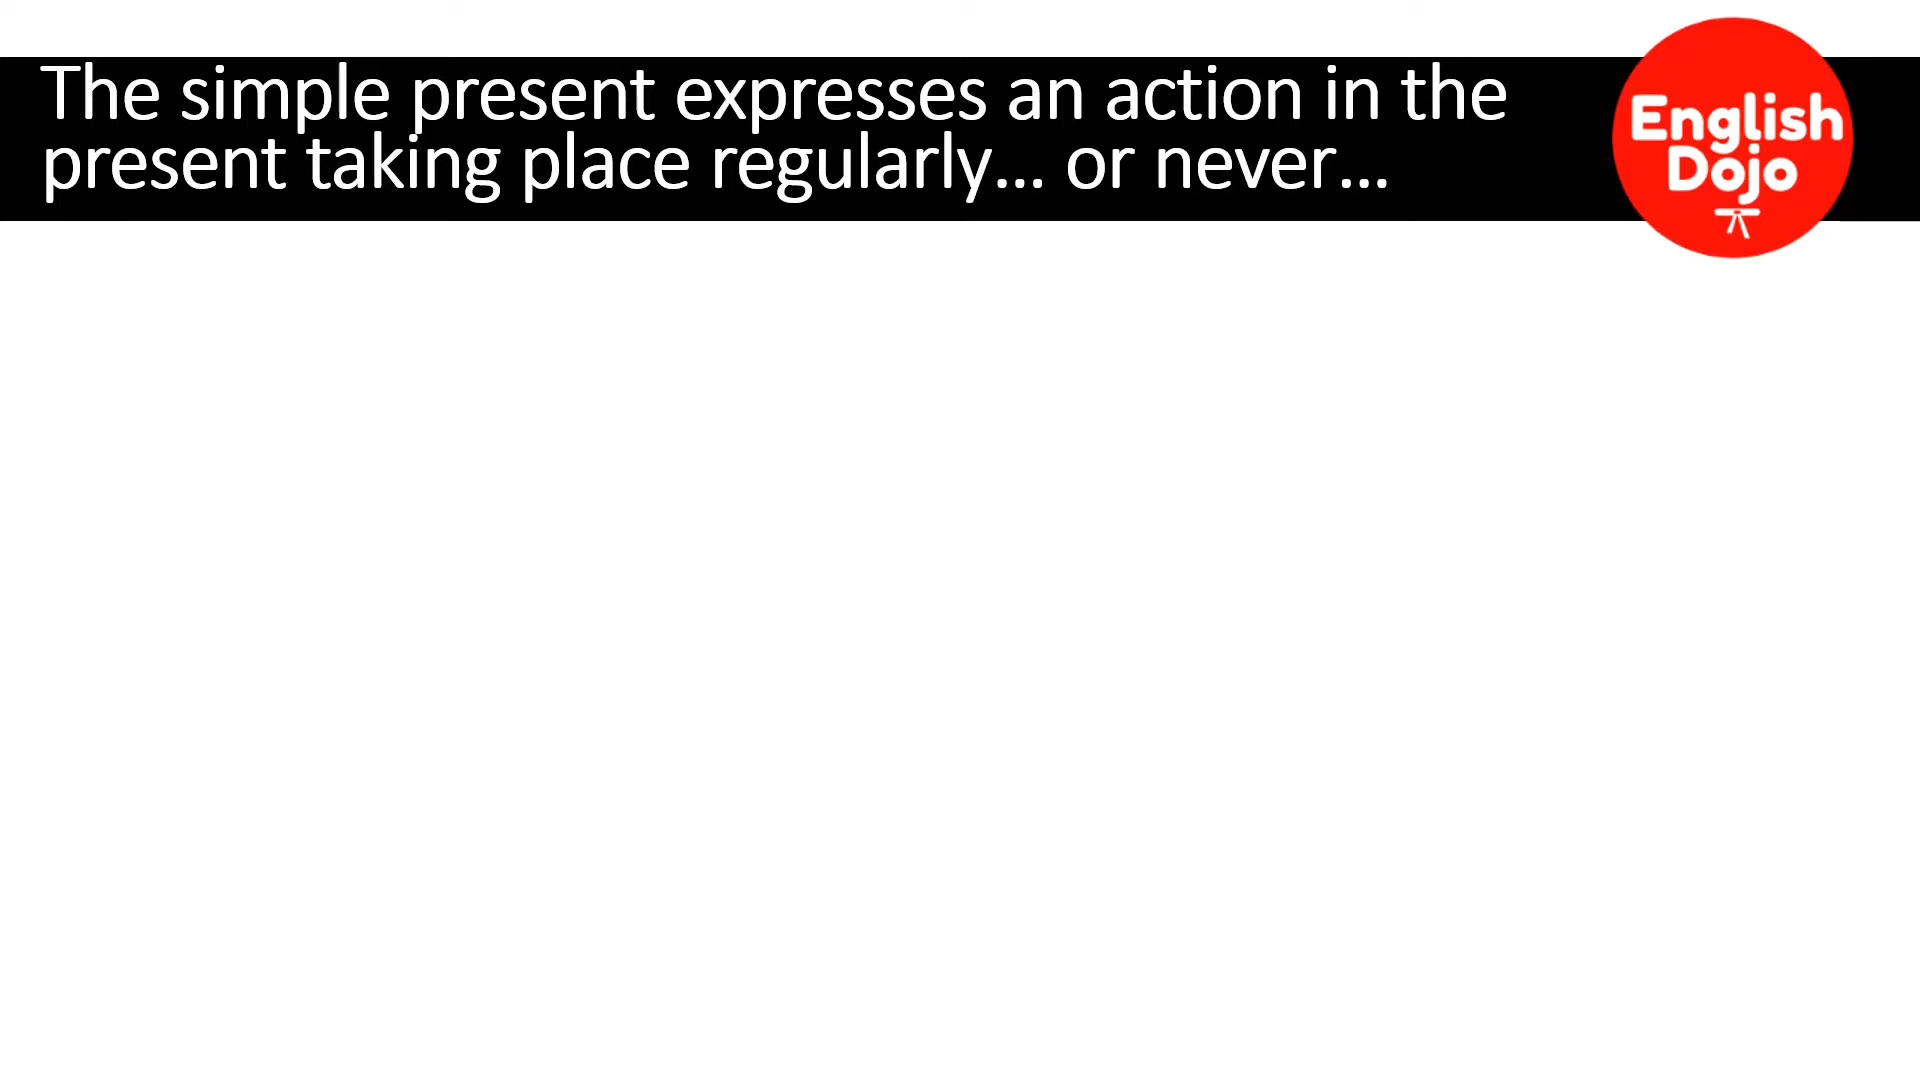 The simple present expresses an action in the
present taking place regularly... or never...
English
Dojo